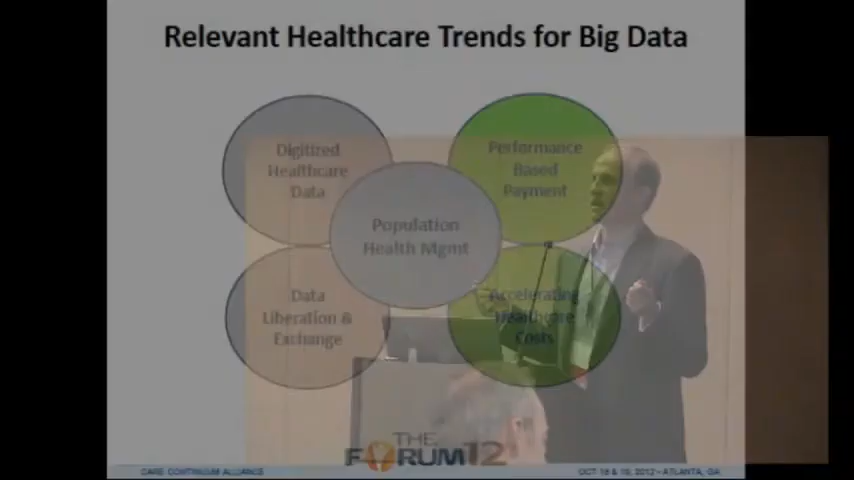 Relevant Healthcare Trends for Big Data
Digitized
Healthcare
Data
Performance
Based
Payment
Population
Health Mgmt
Data
Liberation &
Exchange
Accelerating
Healthcare
Costs
THE
FORUM12
CARE CONTINUUM ALLIANCE
OCT 18 & 19, 2012 – ATLANTA, GA